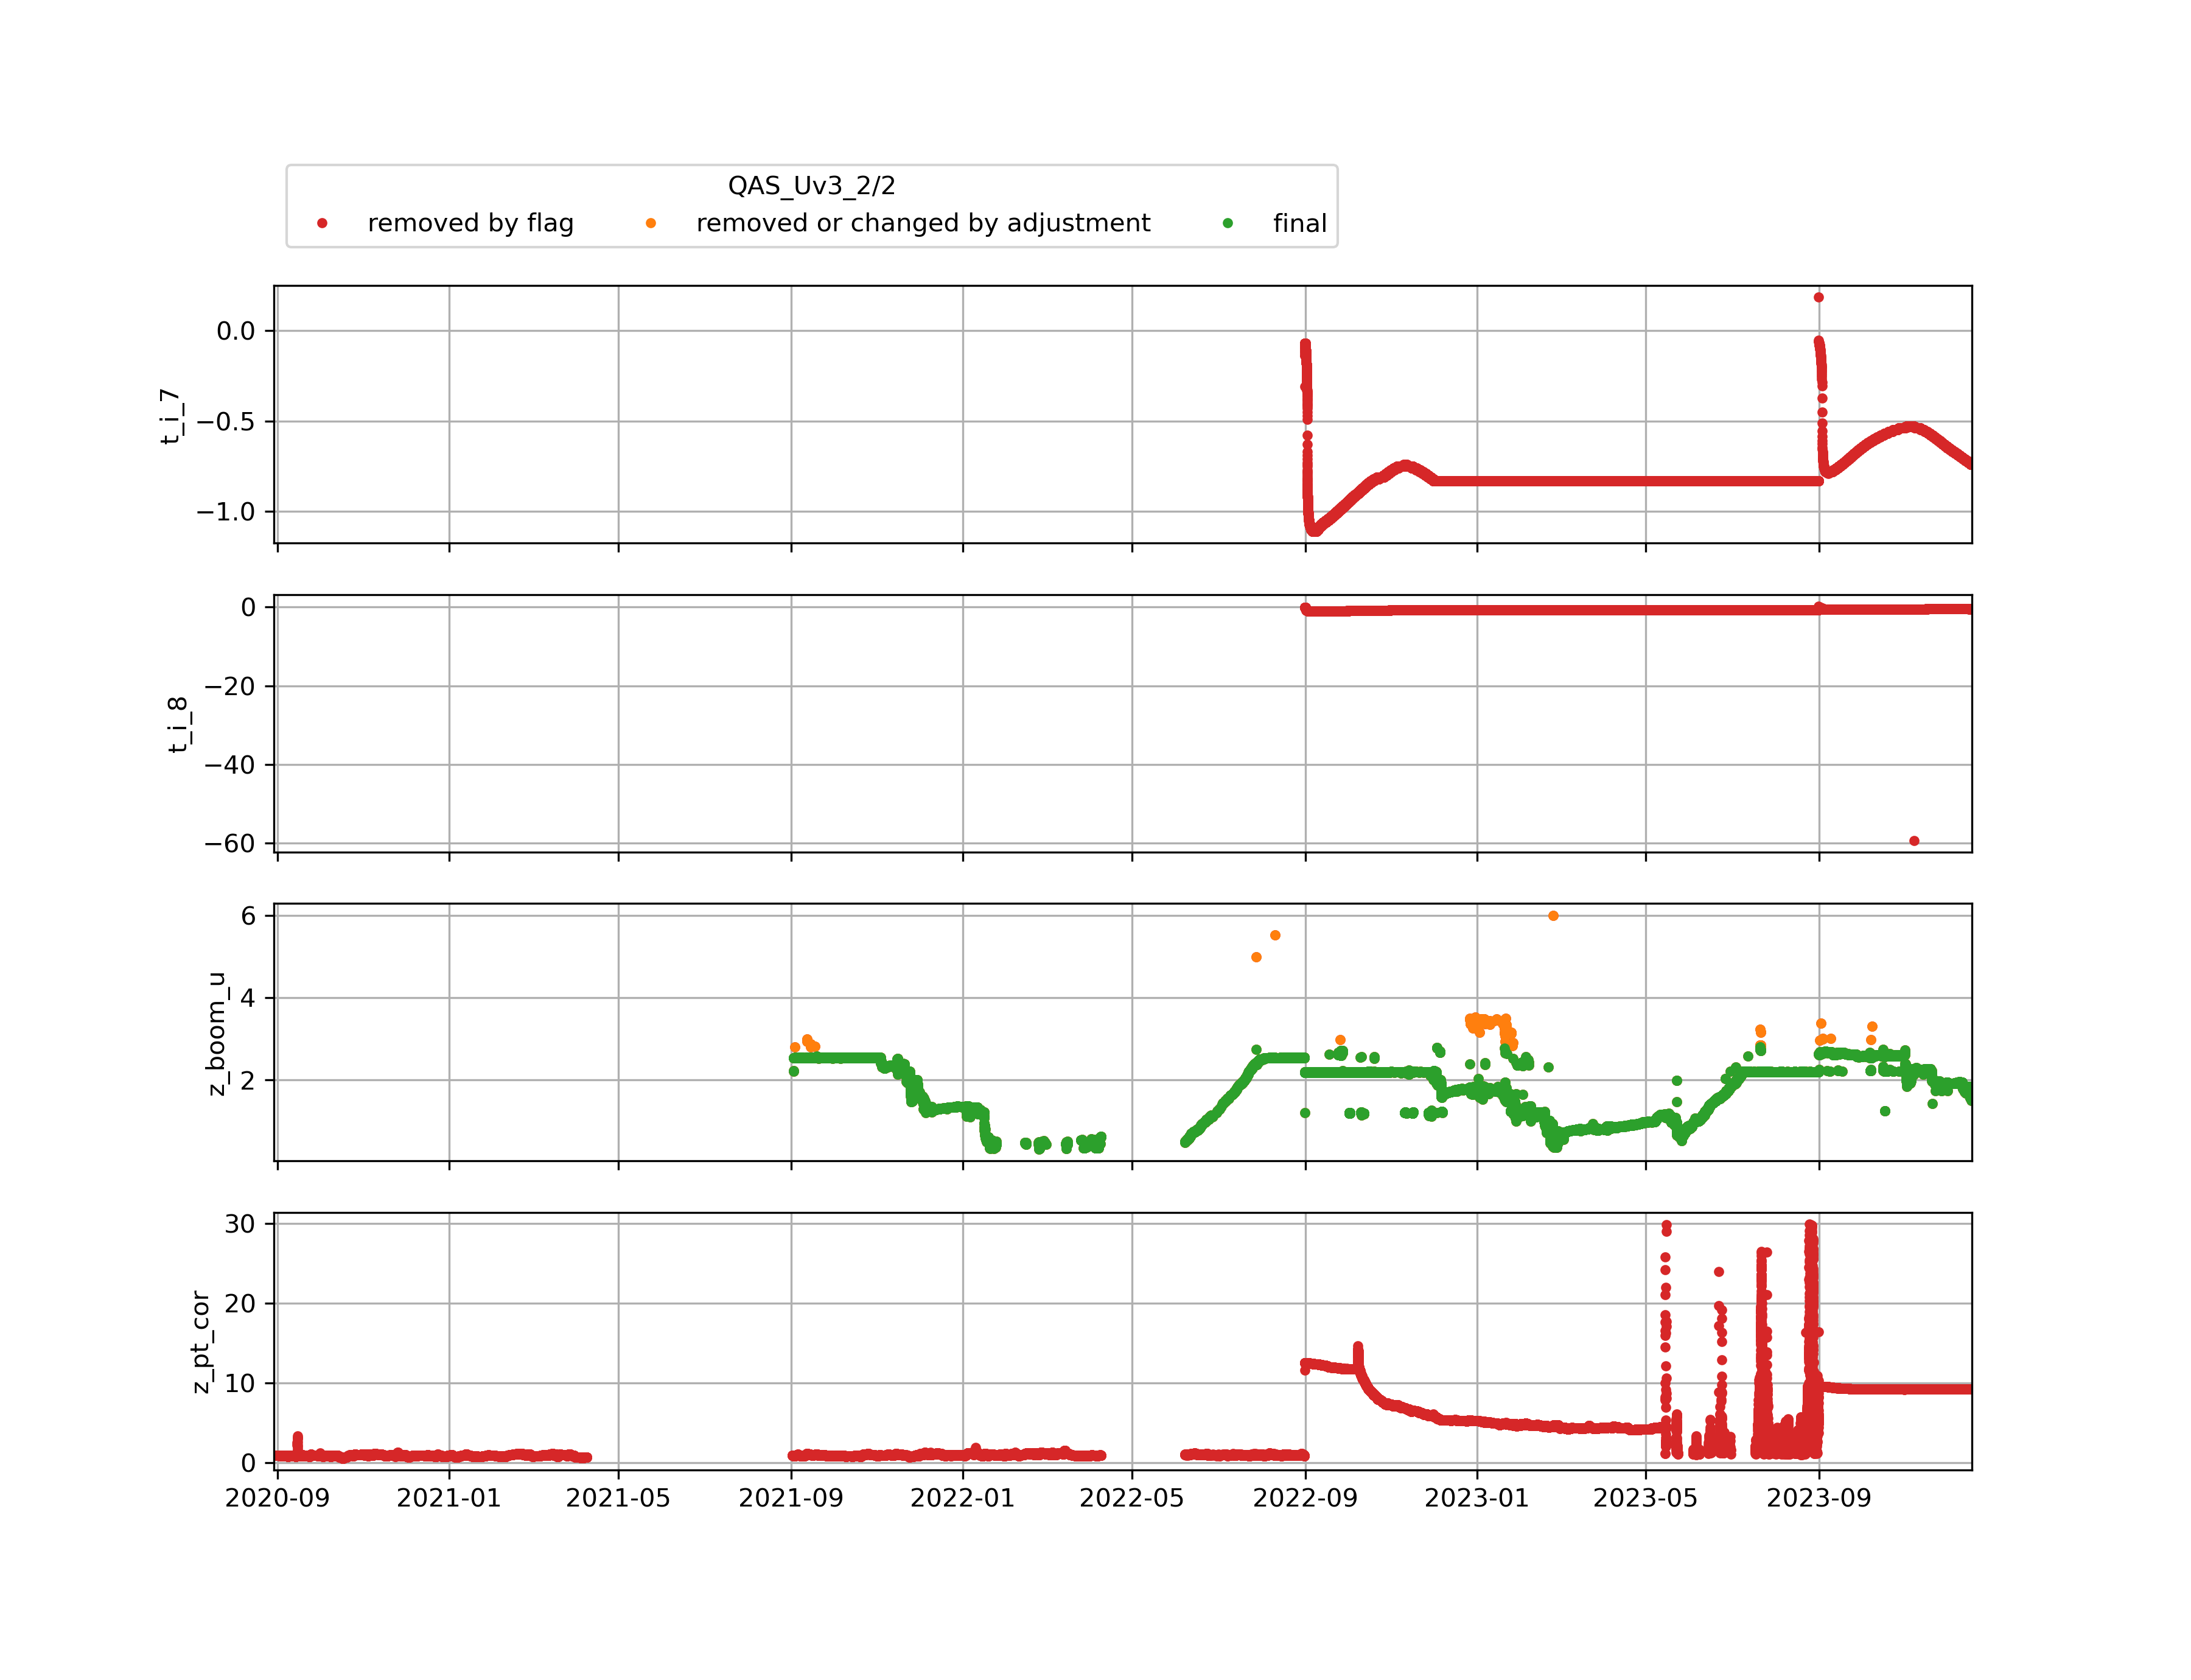 QAS_Uv3_2/2
removed by flag removed or changed by adjustment final
t_i_7
0.0
−0.5
−1.0
t_i_8
0
−20
−40
−60
z_boom_u
6
4
2
z_pt_cor
30
20
10
0
2020-09 2021-01 2021-05 2021-09 2022-01 2022-05 2022-09 2023-01 2023-05 2023-09